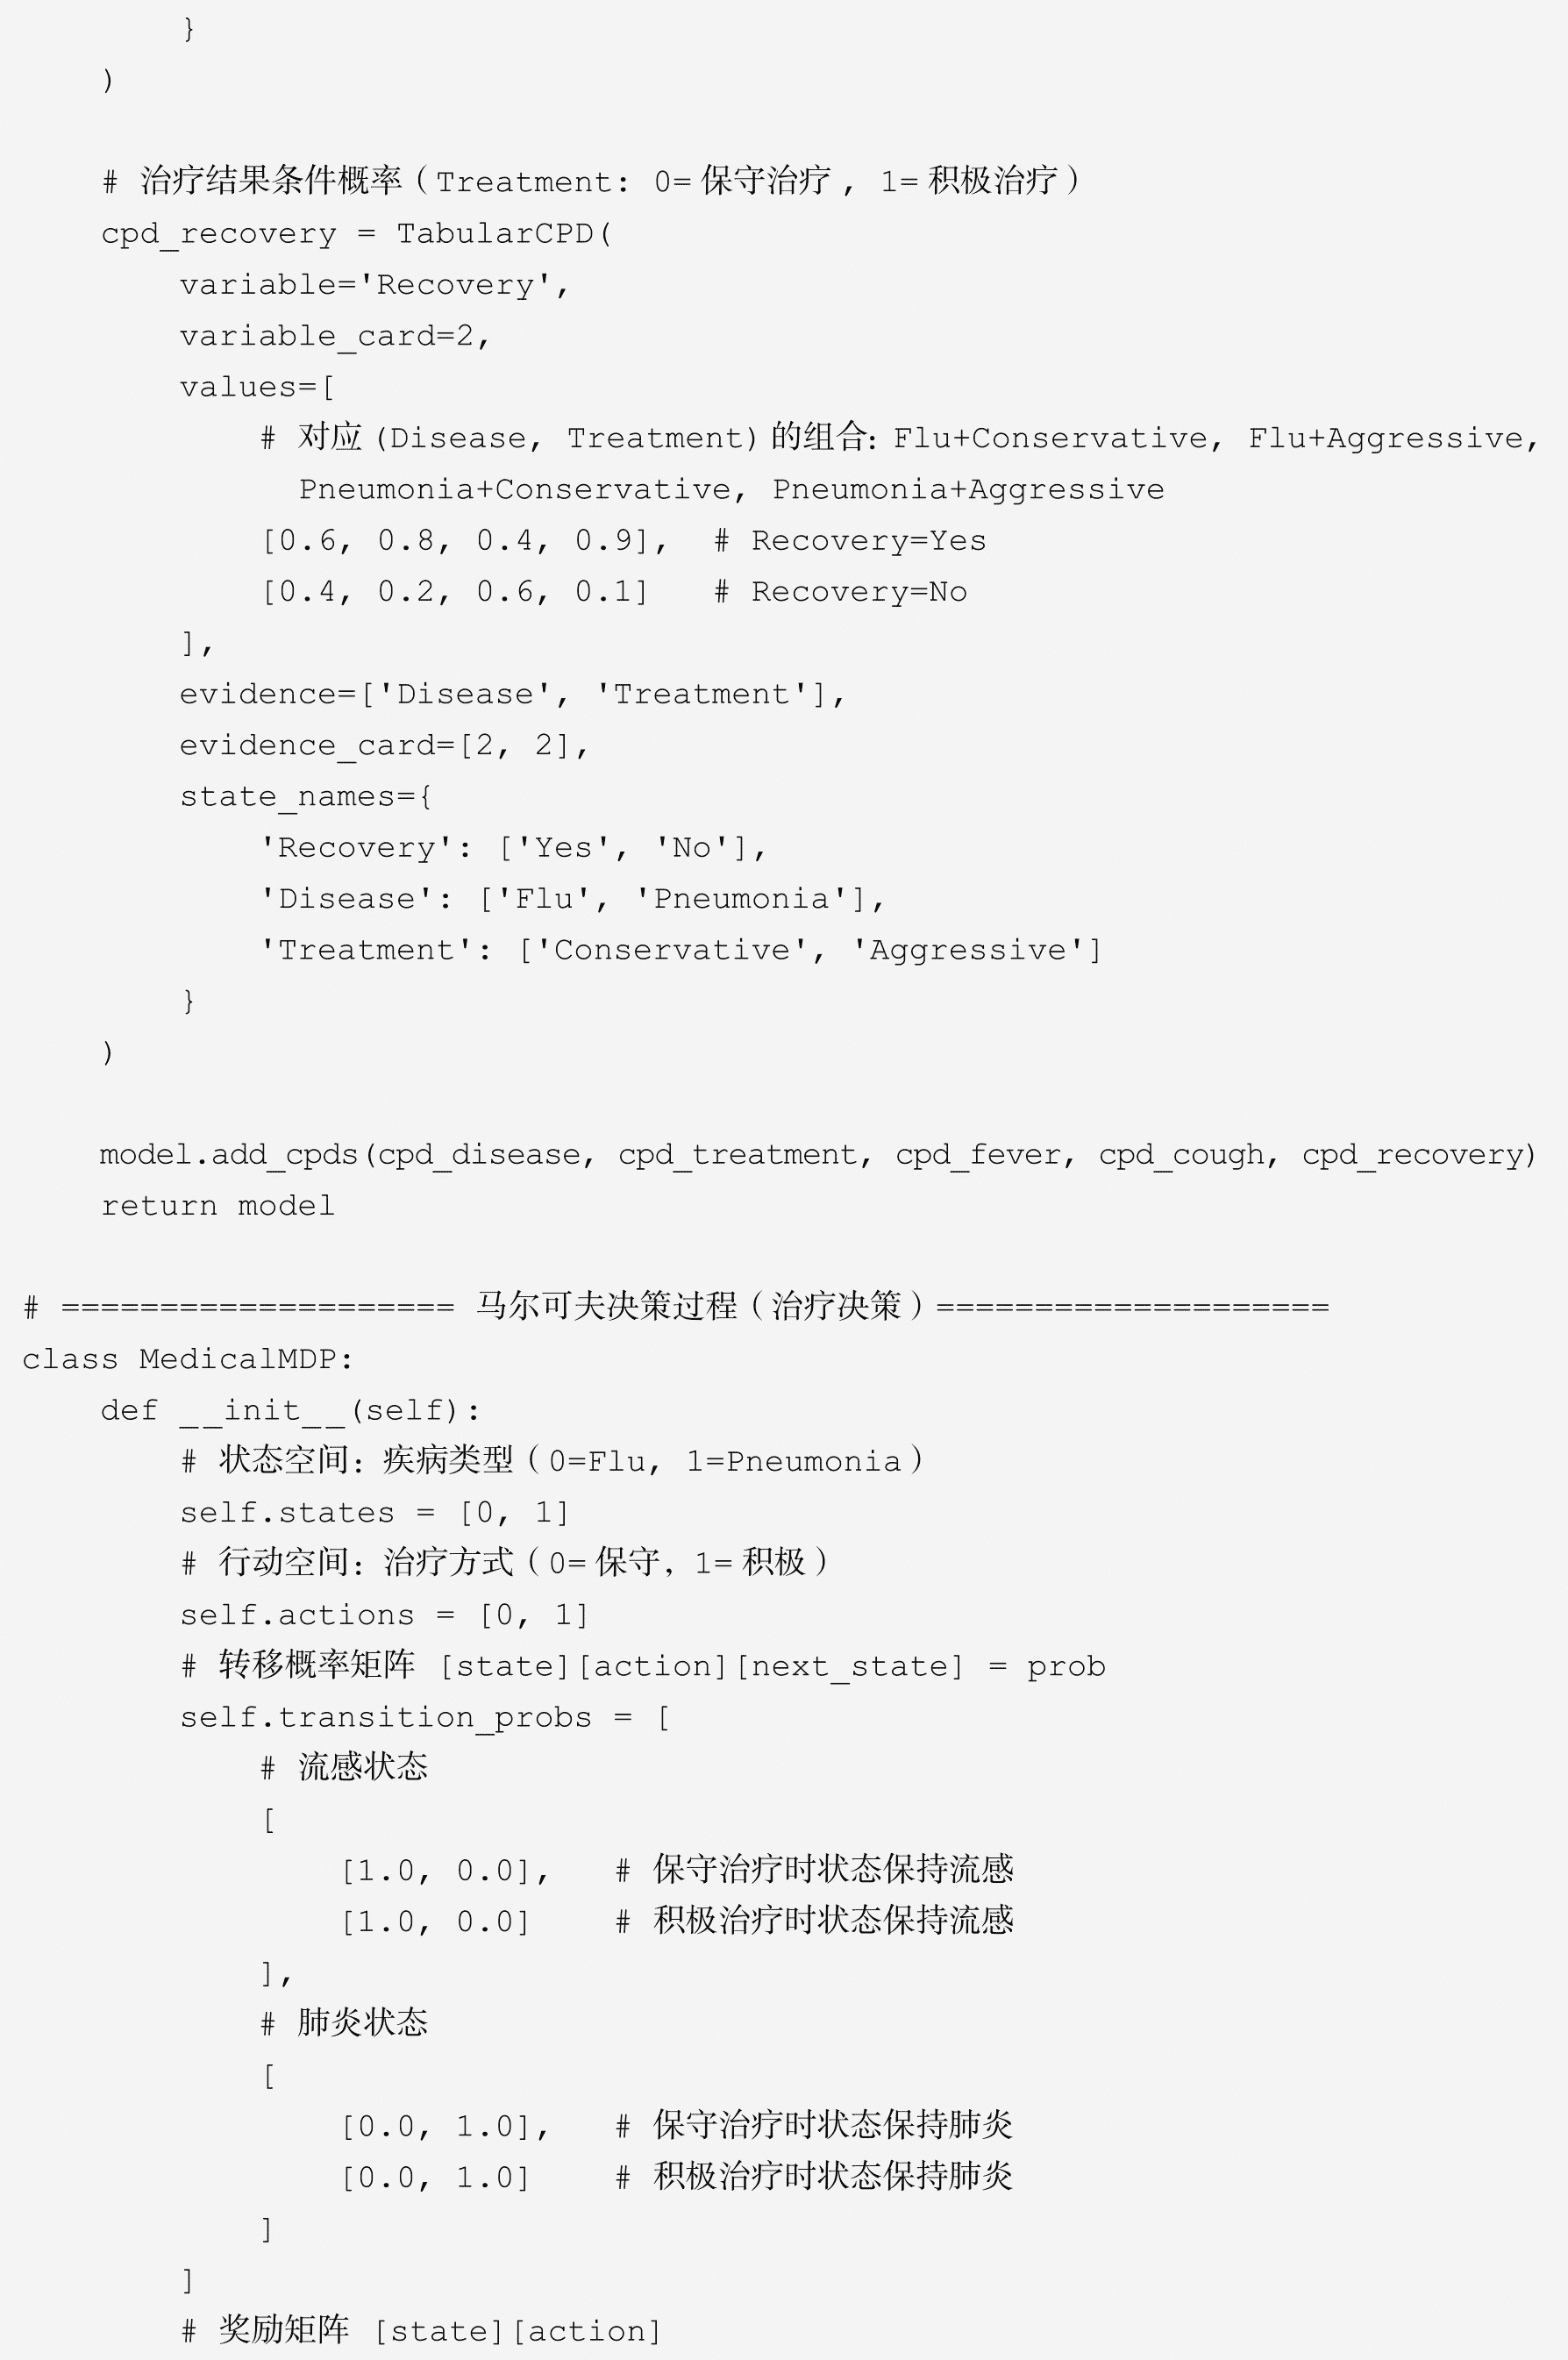 }
    )

    # 治疗结果条件概率（Treatment: 0=保守治疗, 1=积极治疗）
    cpd_recovery = TabularCPD(
        variable='Recovery',
        variable_card=2,
        values=[
            # 对应(Disease, Treatment)的组合：Flu+Conservative, Flu+Aggressive,
              Pneumonia+Conservative, Pneumonia+Aggressive
            [0.6, 0.8, 0.4, 0.9],  # Recovery=Yes
            [0.4, 0.2, 0.6, 0.1]   # Recovery=No
        ],
        evidence=['Disease', 'Treatment'],
        evidence_card=[2, 2],
        state_names={
            'Recovery': ['Yes', 'No'],
            'Disease': ['Flu', 'Pneumonia'],
            'Treatment': ['Conservative', 'Aggressive']
        }
    )

    model.add_cpds(cpd_disease, cpd_treatment, cpd_fever, cpd_cough, cpd_recovery)
    return model

# ==================== 马尔可夫决策过程（治疗决策）====================
class MedicalMDP:
    def __init__(self):
        # 状态空间：疾病类型（0=Flu, 1=Pneumonia）
        self.states = [0, 1]
        # 行动空间：治疗方式（0=保守，1=积极）
        self.actions = [0, 1]
        # 转移概率矩阵 [state][action][next_state] = prob
        self.transition_probs = [
            # 流感状态
            [
                [1.0, 0.0],   # 保守治疗时状态保持流感
                [1.0, 0.0]    # 积极治疗时状态保持流感
            ],
            # 肺炎状态
            [
                [0.0, 1.0],   # 保守治疗时状态保持肺炎
                [0.0, 1.0]    # 积极治疗时状态保持肺炎
            ]
        ]
        # 奖励矩阵 [state][action]